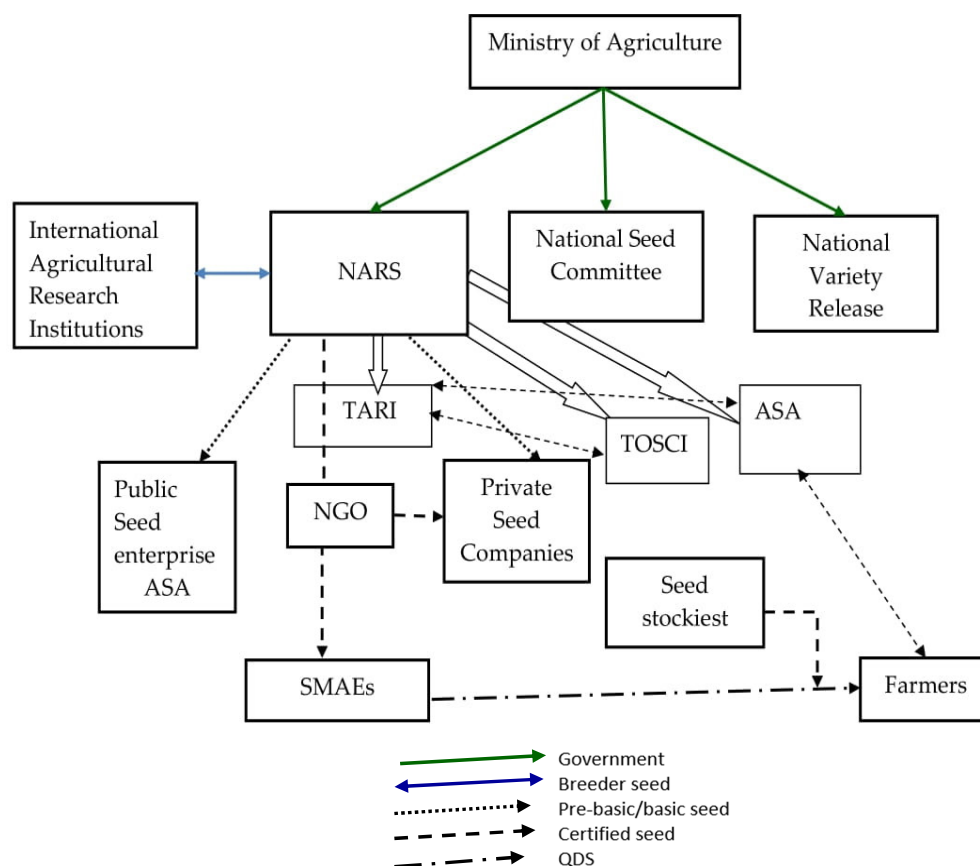 Ministry of Agriculture
International
Agricultural
Research
Institutions
NARS
National Seed
Committee
National
Variety
Release
TARI
ASA
TOSCI
Public
Seed
enterprise
ASA
NGO
Private
Seed
Companies
Seed
stockiest
SMAEs
Farmers
Government
Breeder seed
Pre-basic/basic seed
Certified seed
QDS